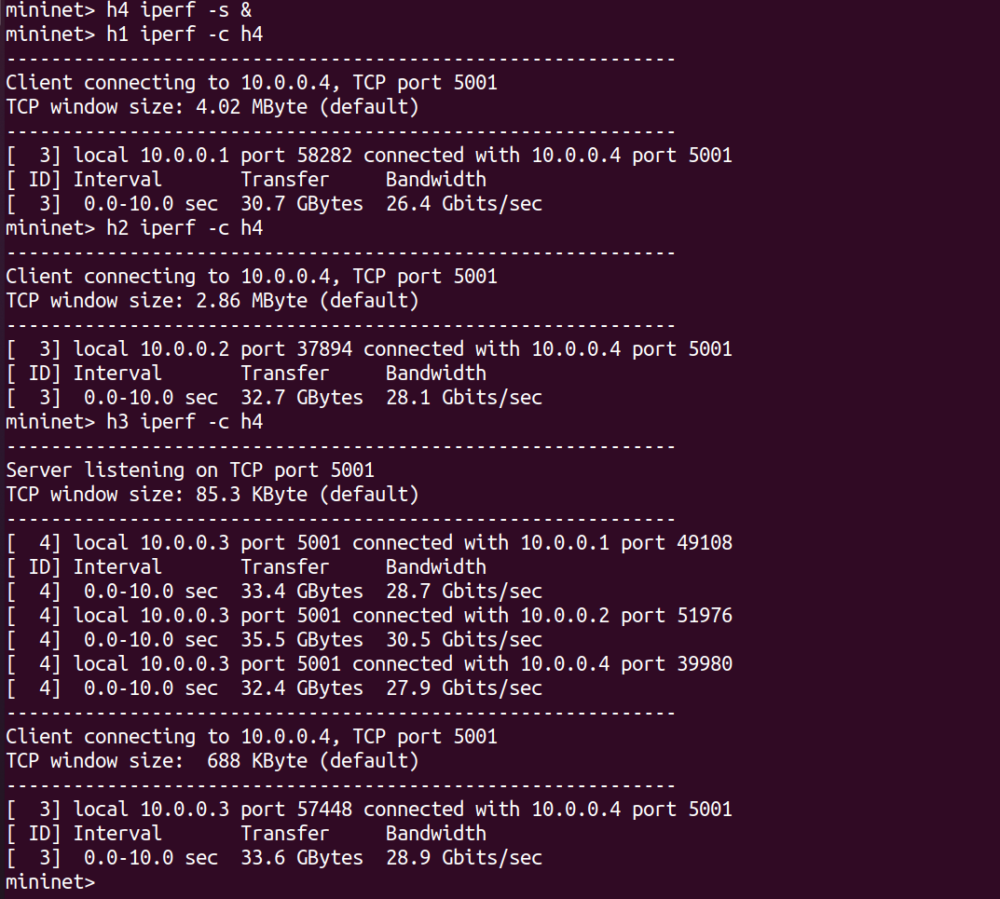 mininet> h4 iperf -s &
mininet> h1 iperf -c h4
------------------------------------------------------------
Client connecting to 10.0.0.4, TCP port 5001
TCP window size: 4.02 MByte (default)
------------------------------------------------------------
[  3] local 10.0.0.1 port 58282 connected with 10.0.0.4 port 5001
[ ID] Interval       Transfer     Bandwidth
[  3]  0.0-10.0 sec  30.7 GBytes  26.4 Gbits/sec
mininet> h2 iperf -c h4
------------------------------------------------------------
Client connecting to 10.0.0.4, TCP port 5001
TCP window size: 2.86 MByte (default)
------------------------------------------------------------
[  3] local 10.0.0.2 port 37894 connected with 10.0.0.4 port 5001
[ ID] Interval       Transfer     Bandwidth
[  3]  0.0-10.0 sec  32.7 GBytes  28.1 Gbits/sec
mininet> h3 iperf -c h4
------------------------------------------------------------
Server listening on TCP port 5001
TCP window size: 85.3 KByte (default)
------------------------------------------------------------
[  4] local 10.0.0.3 port 5001 connected with 10.0.0.1 port 49108
[ ID] Interval       Transfer     Bandwidth
[  4]  0.0-10.0 sec  33.4 GBytes  28.7 Gbits/sec
[  4] local 10.0.0.3 port 5001 connected with 10.0.0.2 port 51976
[  4]  0.0-10.0 sec  35.5 GBytes  30.5 Gbits/sec
[  4] local 10.0.0.3 port 5001 connected with 10.0.0.4 port 39980
[  4]  0.0-10.0 sec  32.4 GBytes  27.9 Gbits/sec
------------------------------------------------------------
Client connecting to 10.0.0.4, TCP port 5001
TCP window size:  688 KByte (default)
------------------------------------------------------------
[  3] local 10.0.0.3 port 57448 connected with 10.0.0.4 port 5001
[ ID] Interval       Transfer     Bandwidth
[  3]  0.0-10.0 sec  33.6 GBytes  28.9 Gbits/sec
mininet>